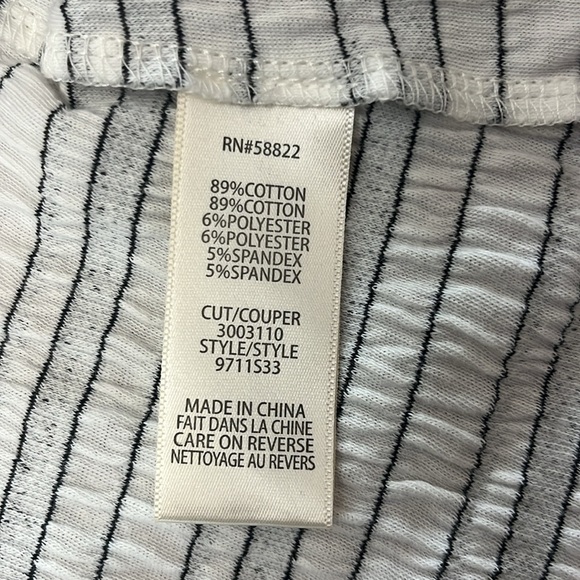 RN#58822
89%COTTON
89%COTTON
6%POLYESTER
6%POLYESTER
5%SPANDEX
5%SPANDEX
CUT/COUPER
3003110
STYLE/STYLE
9711S33
MADE IN CHINA
FAIT DANS LA CHINE
CARE ON REVERSE
NETTOYAGE AU REVERS